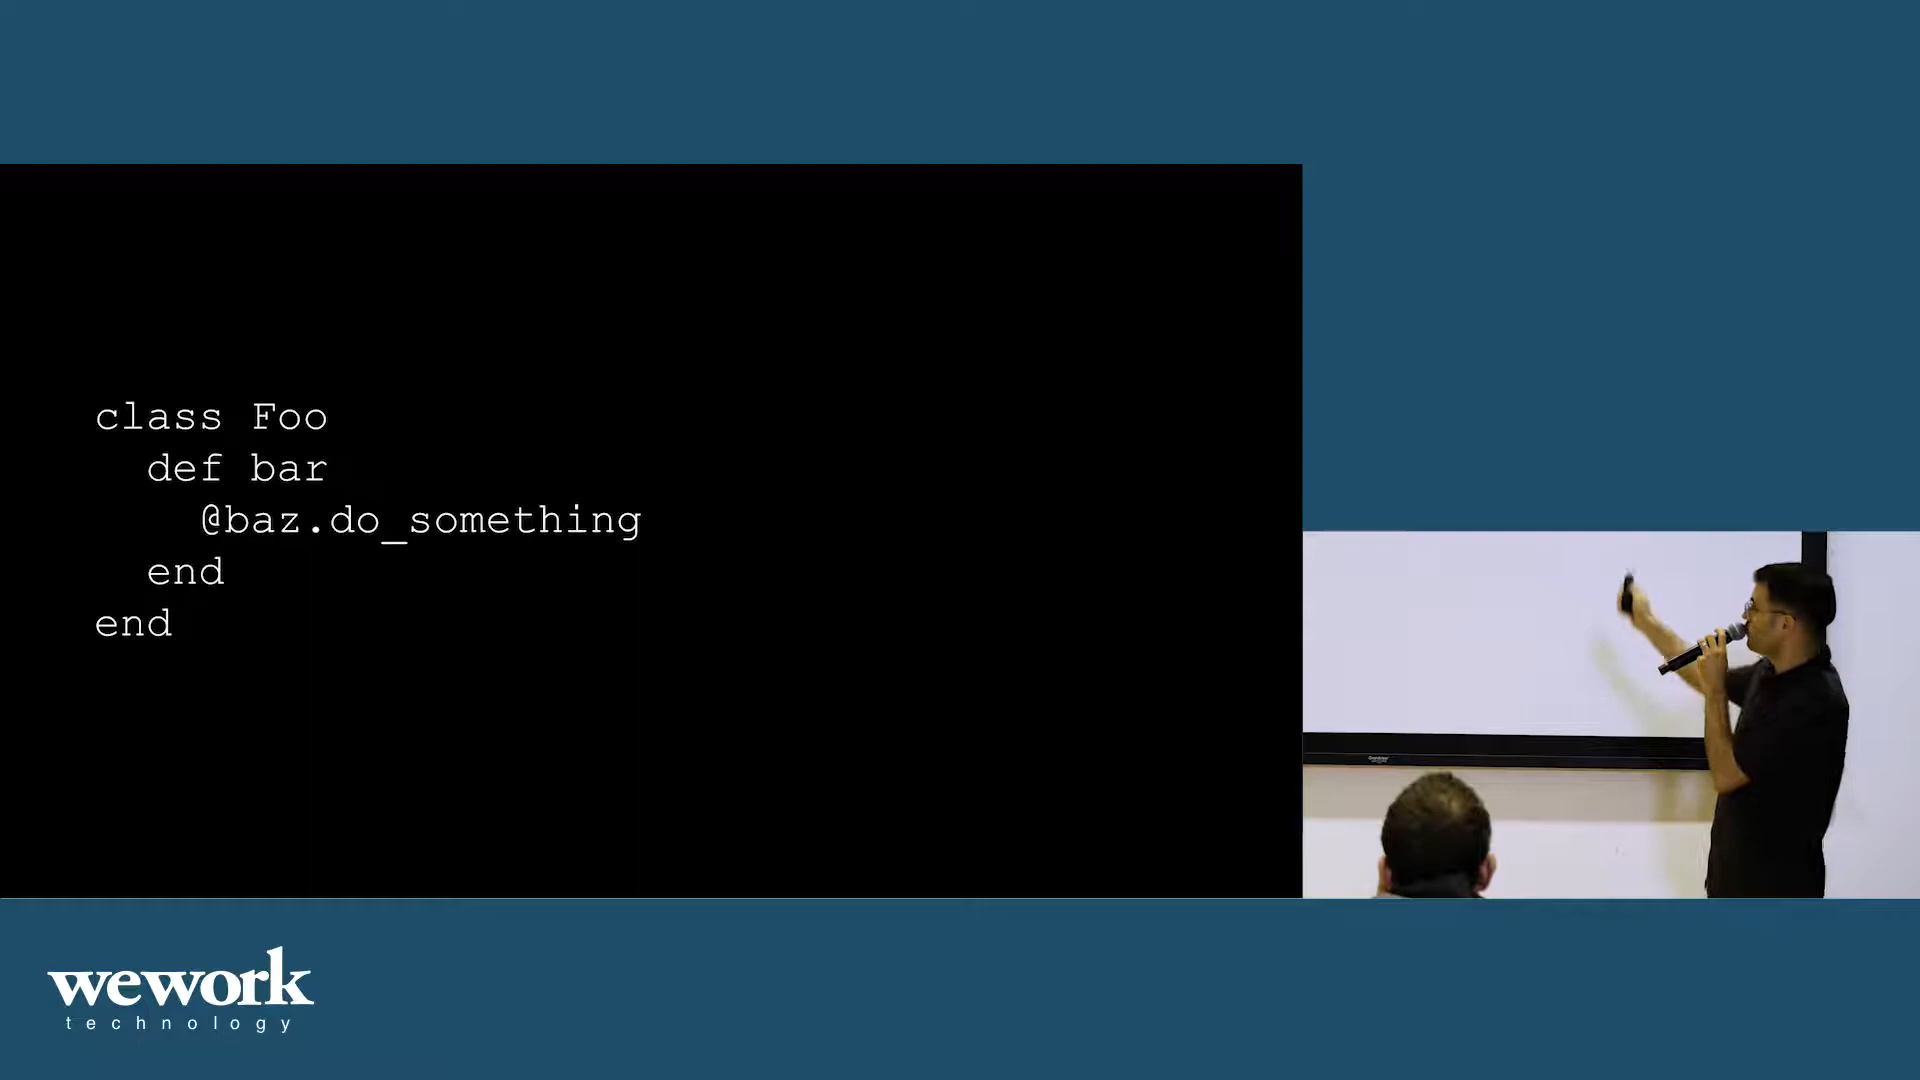 class Foo
  def bar
    @baz.do_something
  end
end
wework
technology